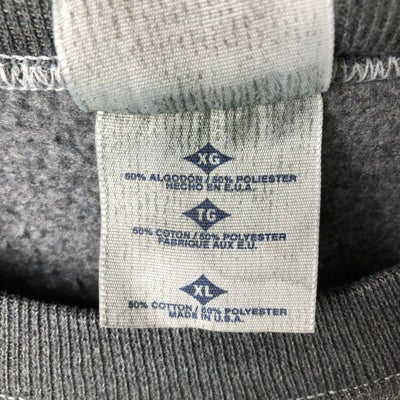 XG
50% ALGODÓN / 50% POLIESTER
HECHO EN E.U.A.
TG
50% COTON / 50% POLYESTER
FABRIQUE AUX E.U.
XL
50% COTTON / 50% POLYESTER
MADE IN U.S.A.